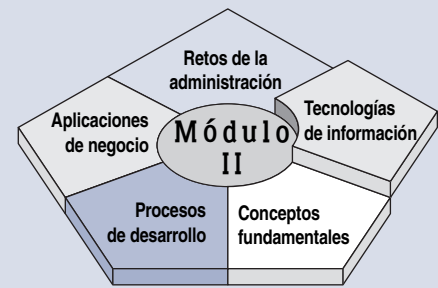 Retos de la
administración
Tecnologías
de información
Aplicaciones
de negocio
Módulo
II
Procesos
de desarrollo
Conceptos
fundamentales